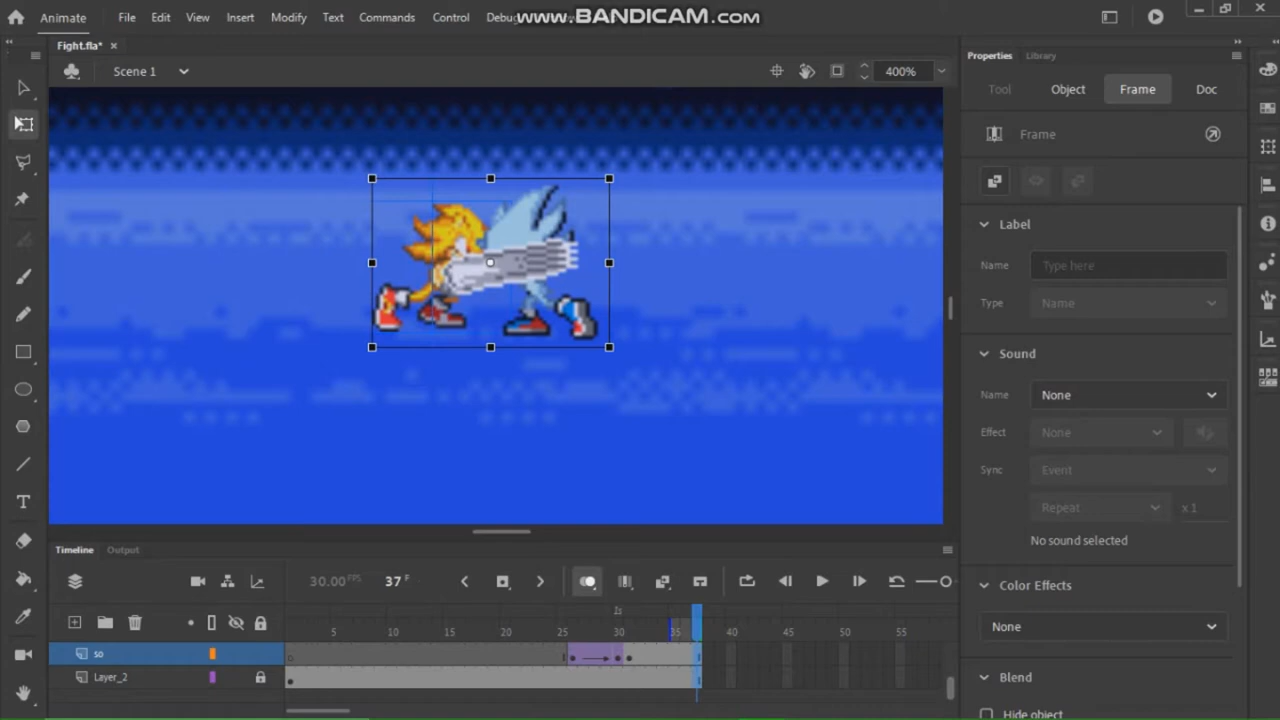 Animate File View Insert Modify Text Commands Control Debug
www.BANDICAM.com
Edit
Fight.fla*
Scene 1
400%
Properties Library
Tool Object Frame Doc
Frame
Label
Name Type here
Type Name
Sound
Name None
Effect None
Sync Event
Repeat x 1
No sound selected
Color Effects
None
Blend
Hide object
Timeline Output
30.00 FPS 37 F
1s
5 10 15 20 25 30 35 40 45 50 55
so
Layer_2